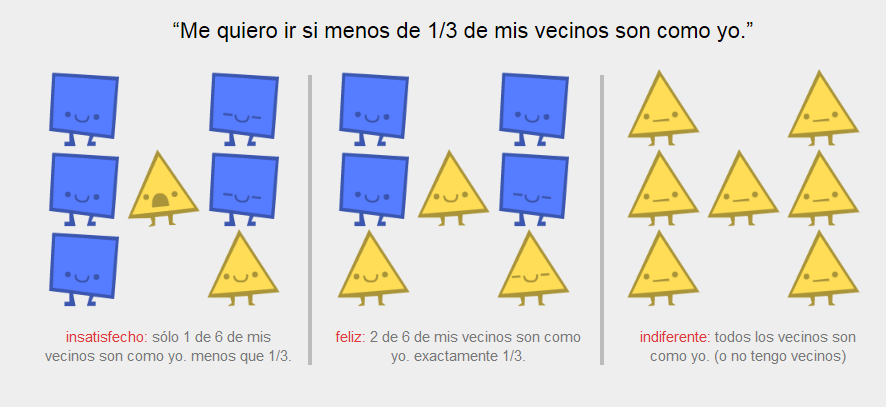 “Me quiero ir si menos de 1/3 de mis vecinos son como yo.”
insatisfecho: sólo 1 de 6 de mis
vecinos son como yo. menos que 1/3.
feliz: 2 de 6 de mis vecinos son como
yo. exactamente 1/3.
indiferente: todos los vecinos son
como yo. (o no tengo vecinos)